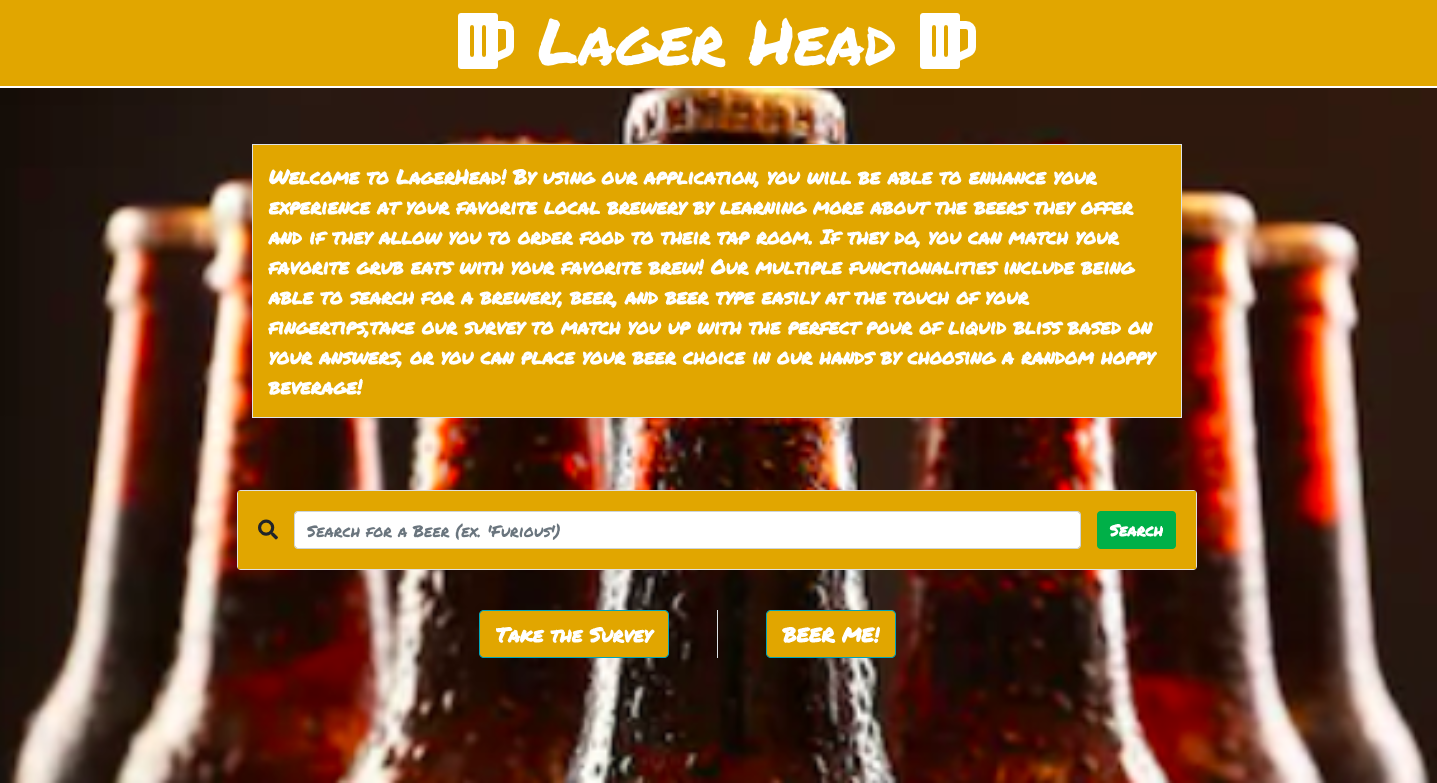 Lager Head
Welcome to LagerHead! By using our application, you will be able to enhance your
experience at your favorite local brewery by learning more about the beers they offer
and if they allow you to order food to their tap room. If they do, you can match your
favorite grub eats with your favorite brew! Our multiple functionalities include being
able to search for a brewery, beer, and beer type easily at the touch of your
fingertips,take our survey to match you up with the perfect pour of liquid bliss based on
your answers, or you can place your beer choice in our hands by choosing a random hoppy
beverage!
Search for a Beer (ex. 'Furious')
Search
Take the Survey
BEER ME!